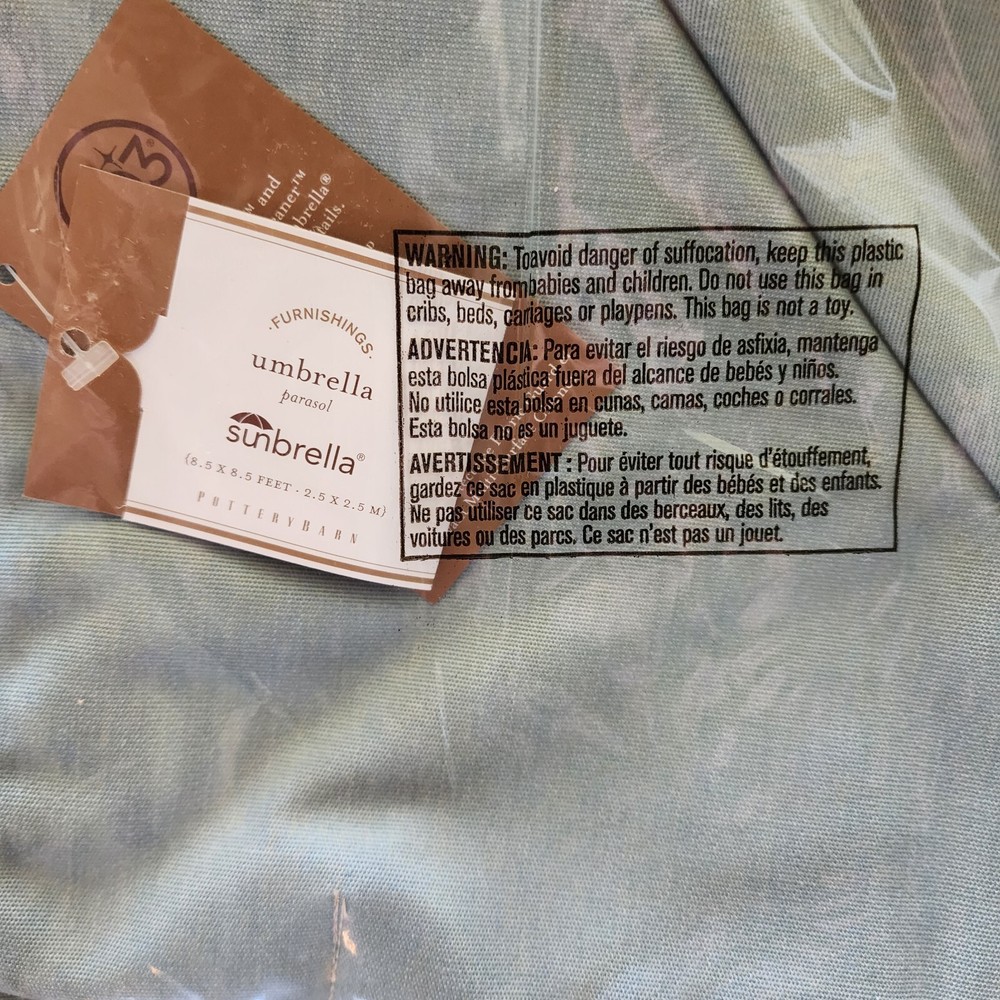 ™ and
aner™
brella®
tails.
·FURNISHINGS·
umbrella
parasol
sunbrella®
(8.5 X 8.5 FEET · 2.5 X 2.5 M)
POTTERYBARN
WARNING: Toavoid danger of suffocation, keep this plastic
bag away frombabies and children. Do not use this bag in
cribs, beds, carriages or playpens. This bag is not a toy.
ADVERTENCIA: Para evitar el riesgo de asfixia, mantenga
esta bolsa plástica fuera del alcance de bebés y niños.
No utilice esta bolsa en cunas, camas, coches o corrales.
Esta bolsa no es un juguete.
AVERTISSEMENT : Pour éviter tout risque d'étouffement,
gardez ce sac en plastique à partir des bébés et des enfants.
Ne pas utiliser ce sac dans des berceaux, des lits, des
voitures ou des parcs. Ce sac n'est pas un jouet.